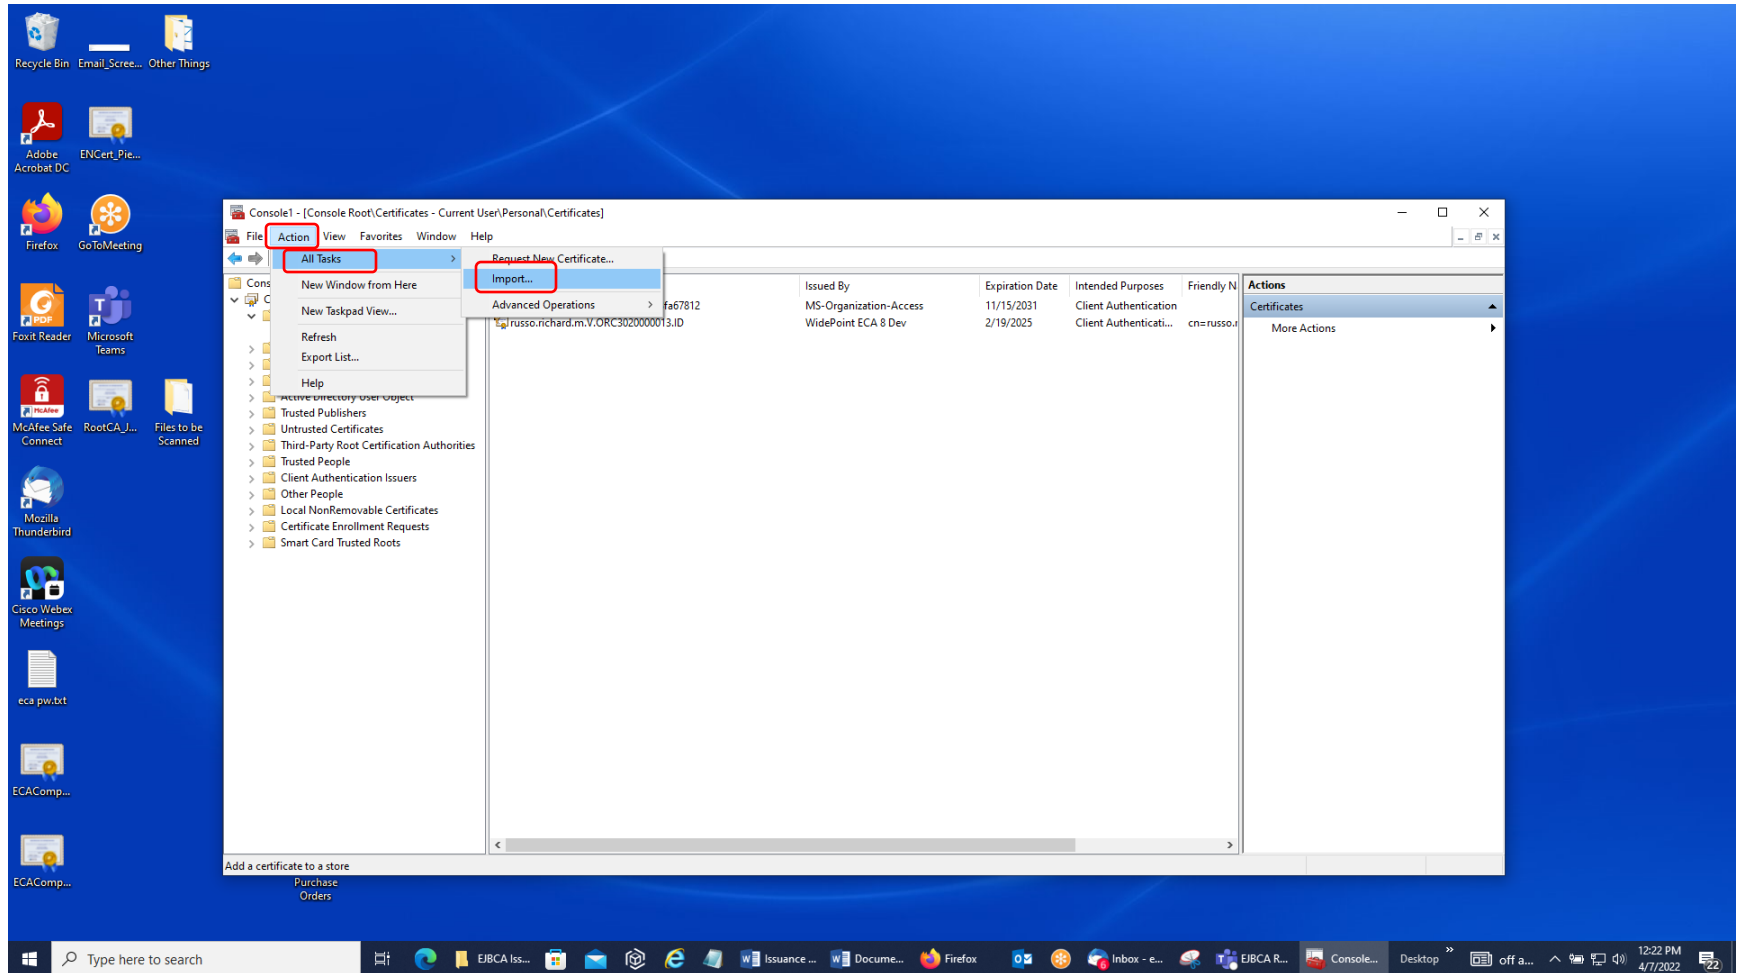 Recycle Bin
Email_Scree...
Other Things
Adobe
Acrobat DC
ENCert_Pie...
Firefox
GoToMeeting
Foxit Reader
Microsoft
Teams
McAfee Safe
Connect
RootCA_J...
Files to be
Scanned
Mozilla
Thunderbird
Cisco Webex
Meetings
eca pw.txt
ECAComp...
ECAComp...
Purchase
Orders
Console1 - [Console Root\Certificates - Current User\Personal\Certificates]
File Action View Favorites Window Help
All Tasks
New Window from Here
New Taskpad View...
Refresh
Export List...
Help
Request New Certificate...
Import...
Advanced Operations
Cons
C
Active Directory User Object
Trusted Publishers
Untrusted Certificates
Third-Party Root Certification Authorities
Trusted People
Client Authentication Issuers
Other People
Local NonRemovable Certificates
Certificate Enrollment Requests
Smart Card Trusted Roots
Issued By Expiration Date Intended Purposes Friendly N
fa67812 MS-Organization-Access 11/15/2031 Client Authentication
russo.richard.m.V.ORC3020000013.ID WidePoint ECA 8 Dev 2/19/2025 Client Authenticati... cn=russo.r
Actions
Certificates
More Actions
Add a certificate to a store
Type here to search
EJBCA Iss...
Issuance ...
Docume...
Firefox
Inbox - e...
EJBCA R...
Console...
Desktop
off a...
12:22 PM
4/7/2022
22